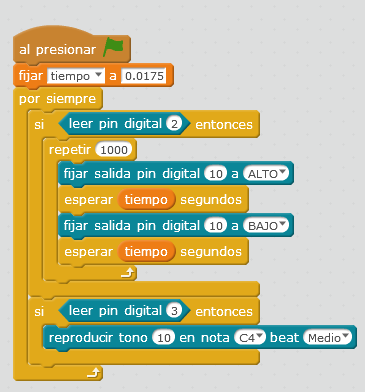 al presionar
fijar tiempo a 0.0175
por siempre
si leer pin digital 2 entonces
repetir 1000
fijar salida pin digital 10 a ALTO
esperar tiempo segundos
fijar salida pin digital 10 a BAJO
esperar tiempo segundos
si leer pin digital 3 entonces
reproducir tono 10 en nota C4 beat Medio